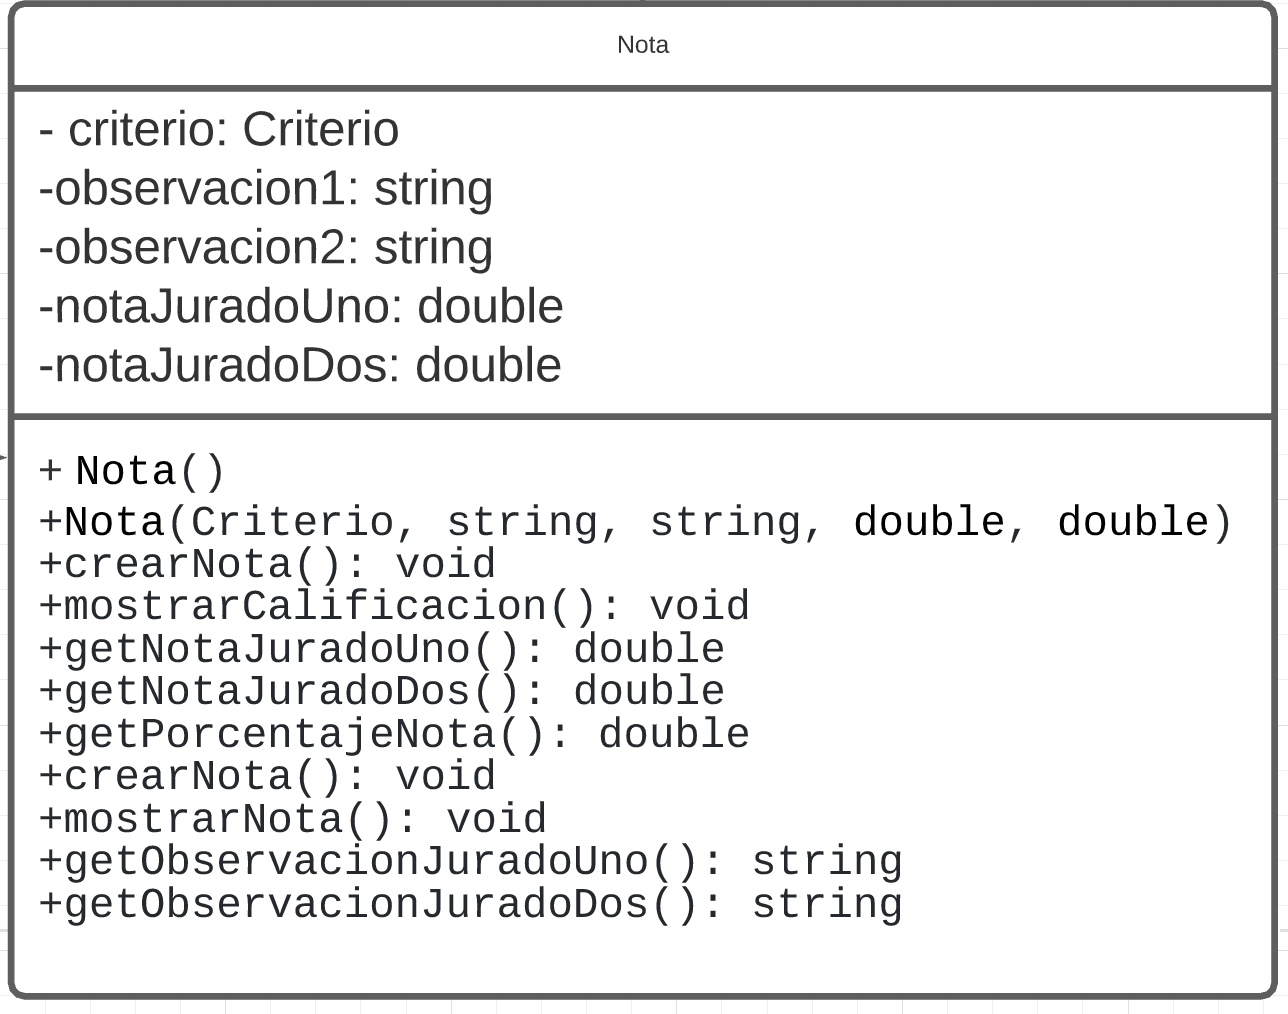 Nota
- criterio: Criterio
-observacion1: string
-observacion2: string
-notaJuradoUno: double
-notaJuradoDos: double
+ Nota()
+Nota(Criterio, string, string, double, double)
+crearNota(): void
+mostrarCalificacion(): void
+getNotaJuradoUno(): double
+getNotaJuradoDos(): double
+getPorcentajeNota(): double
+crearNota(): void
+mostrarNota(): void
+getObservacionJuradoUno(): string
+getObservacionJuradoDos(): string